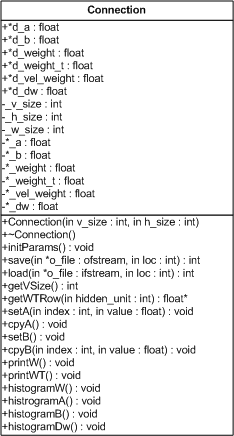 Connection
+*d_a : float
+*d_b : float
+*d_weight : float
+*d_weight_t : float
+*d_vel_weight : float
+*d_dw : float
-_v_size : int
-_h_size : int
-_w_size : int
-*_a : float
-*_b : float
-*_weight : float
-*_weight_t : float
-*_vel_weight : float
-*_dw : float
+Connection(in v_size : int, in h_size : int)
+~Connection()
+initParams() : void
+save(in *o_file : ofstream, in loc : int) : int
+load(in *o_file : ifstream, in loc : int) : int
+getVSize() : int
+getWTRow(in hidden_unit : int) : float*
+setA(in index : int, in value : float) : void
+cpyA() : void
+setB() : void
+cpyB(in index : int, in value : float) : void
+printW() : void
+printWT() : void
+histogramW() : void
+histrogramA() : void
+histogramB() : void
+histogramDw() : void